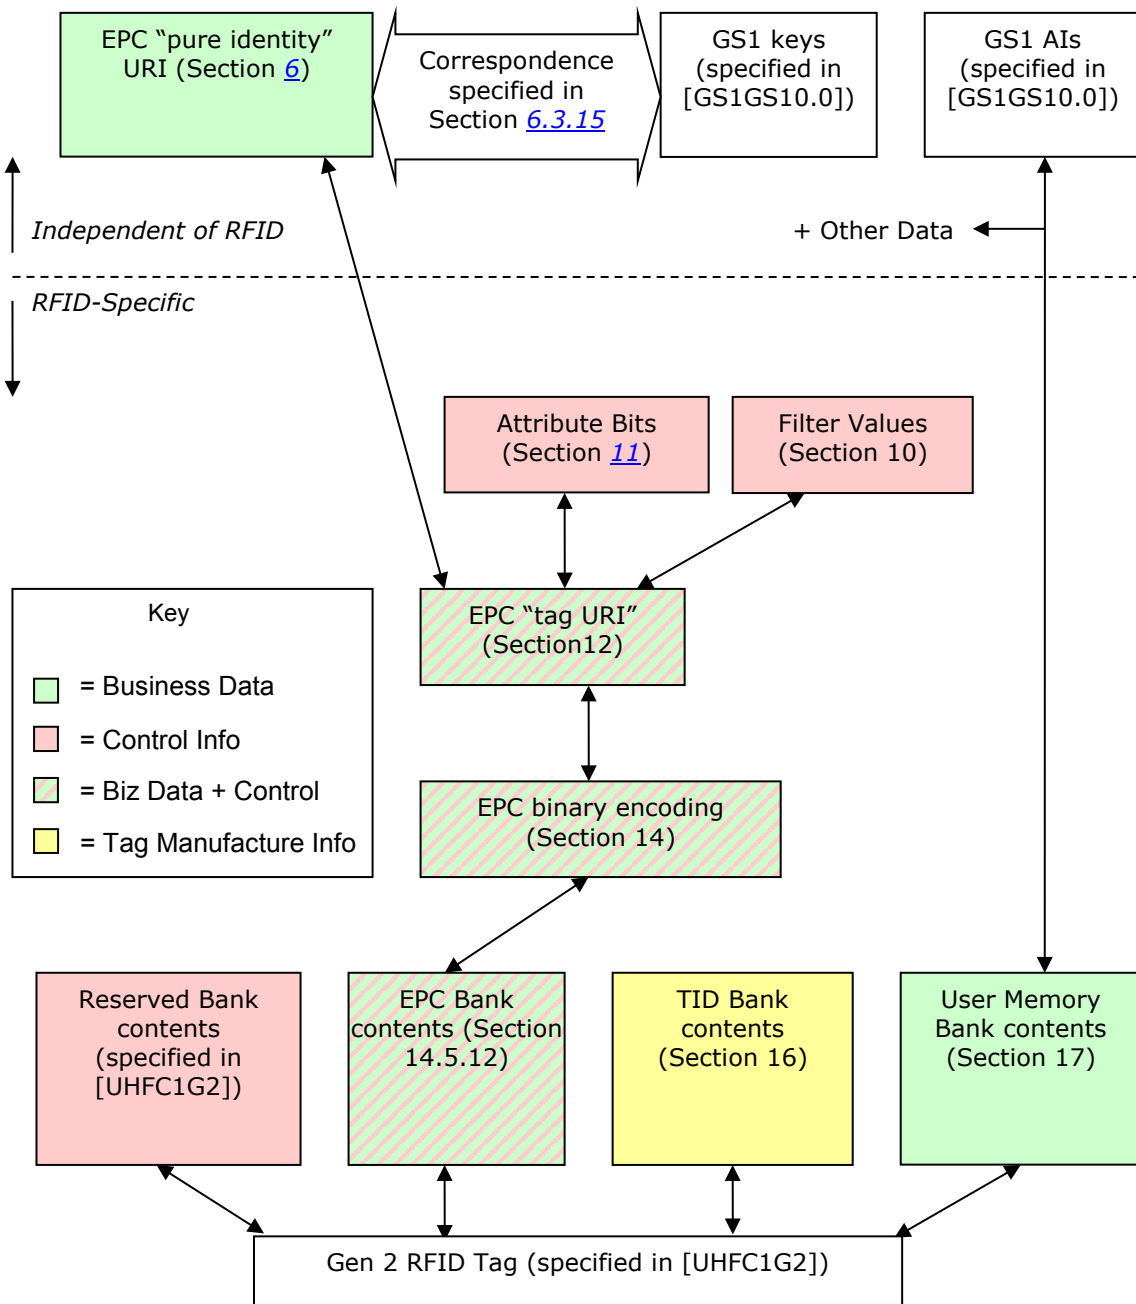 EPC “pure identity”
URI (Section 6)
Correspondence
specified in
Section 6.3.15
GS1 keys
(specified in
[GS1GS10.0])
GS1 AIs
(specified in
[GS1GS10.0])
Independent of RFID
+ Other Data
RFID-Specific
Attribute Bits
(Section 11)
Filter Values
(Section 10)
EPC “tag URI”
(Section12)
Key
= Business Data
= Control Info
= Biz Data + Control
= Tag Manufacture Info
EPC binary encoding
(Section 14)
Reserved Bank
contents
(specified in
[UHFC1G2])
EPC Bank
contents (Section
14.5.12)
TID Bank
contents
(Section 16)
User Memory
Bank contents
(Section 17)
Gen 2 RFID Tag (specified in [UHFC1G2])